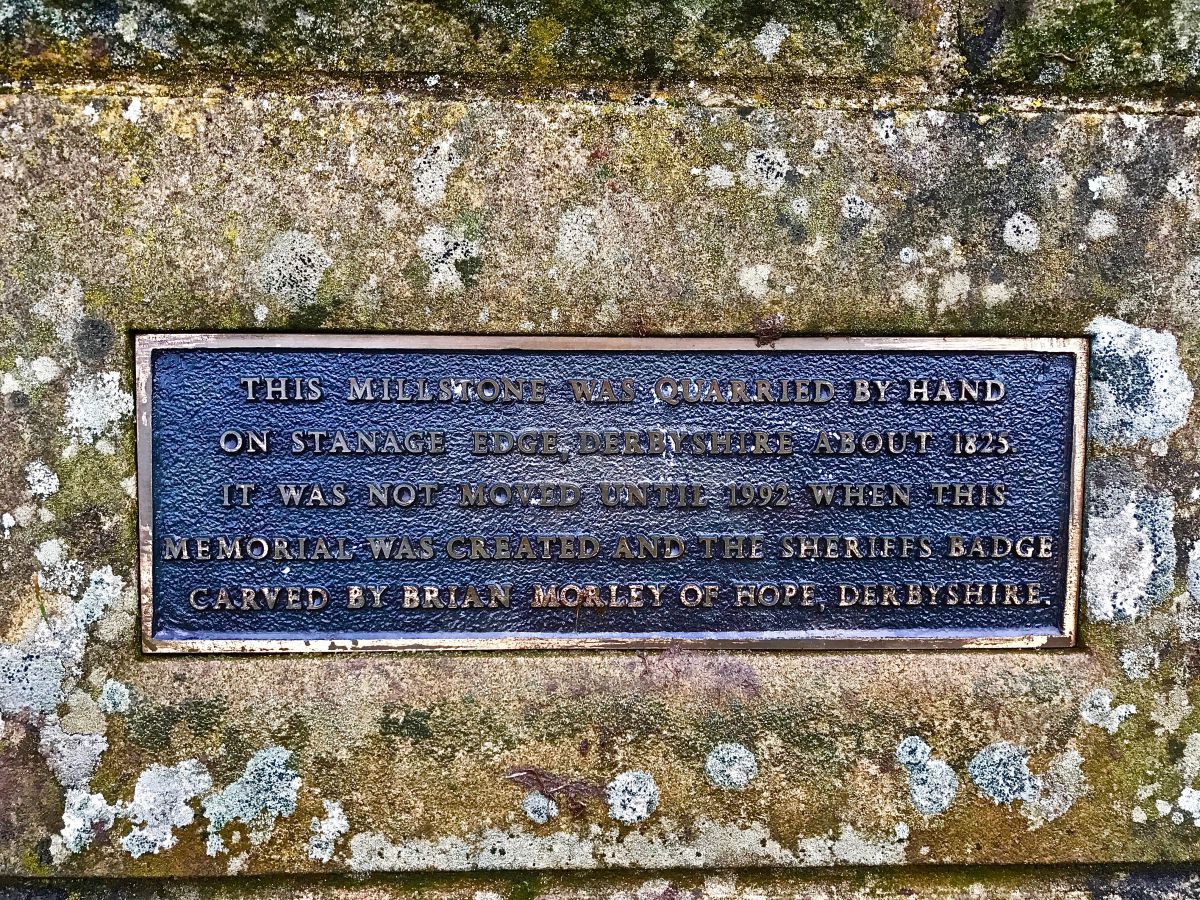 THIS MILLSTONE WAS QUARRIED BY HAND
ON STANAGE EDGE, DERBYSHIRE ABOUT 1825.
IT WAS NOT MOVED UNTIL 1992 WHEN THIS
MEMORIAL WAS CREATED AND THE SHERIFFS BADGE
CARVED BY BRIAN MORLEY OF HOPE, DERBYSHIRE.